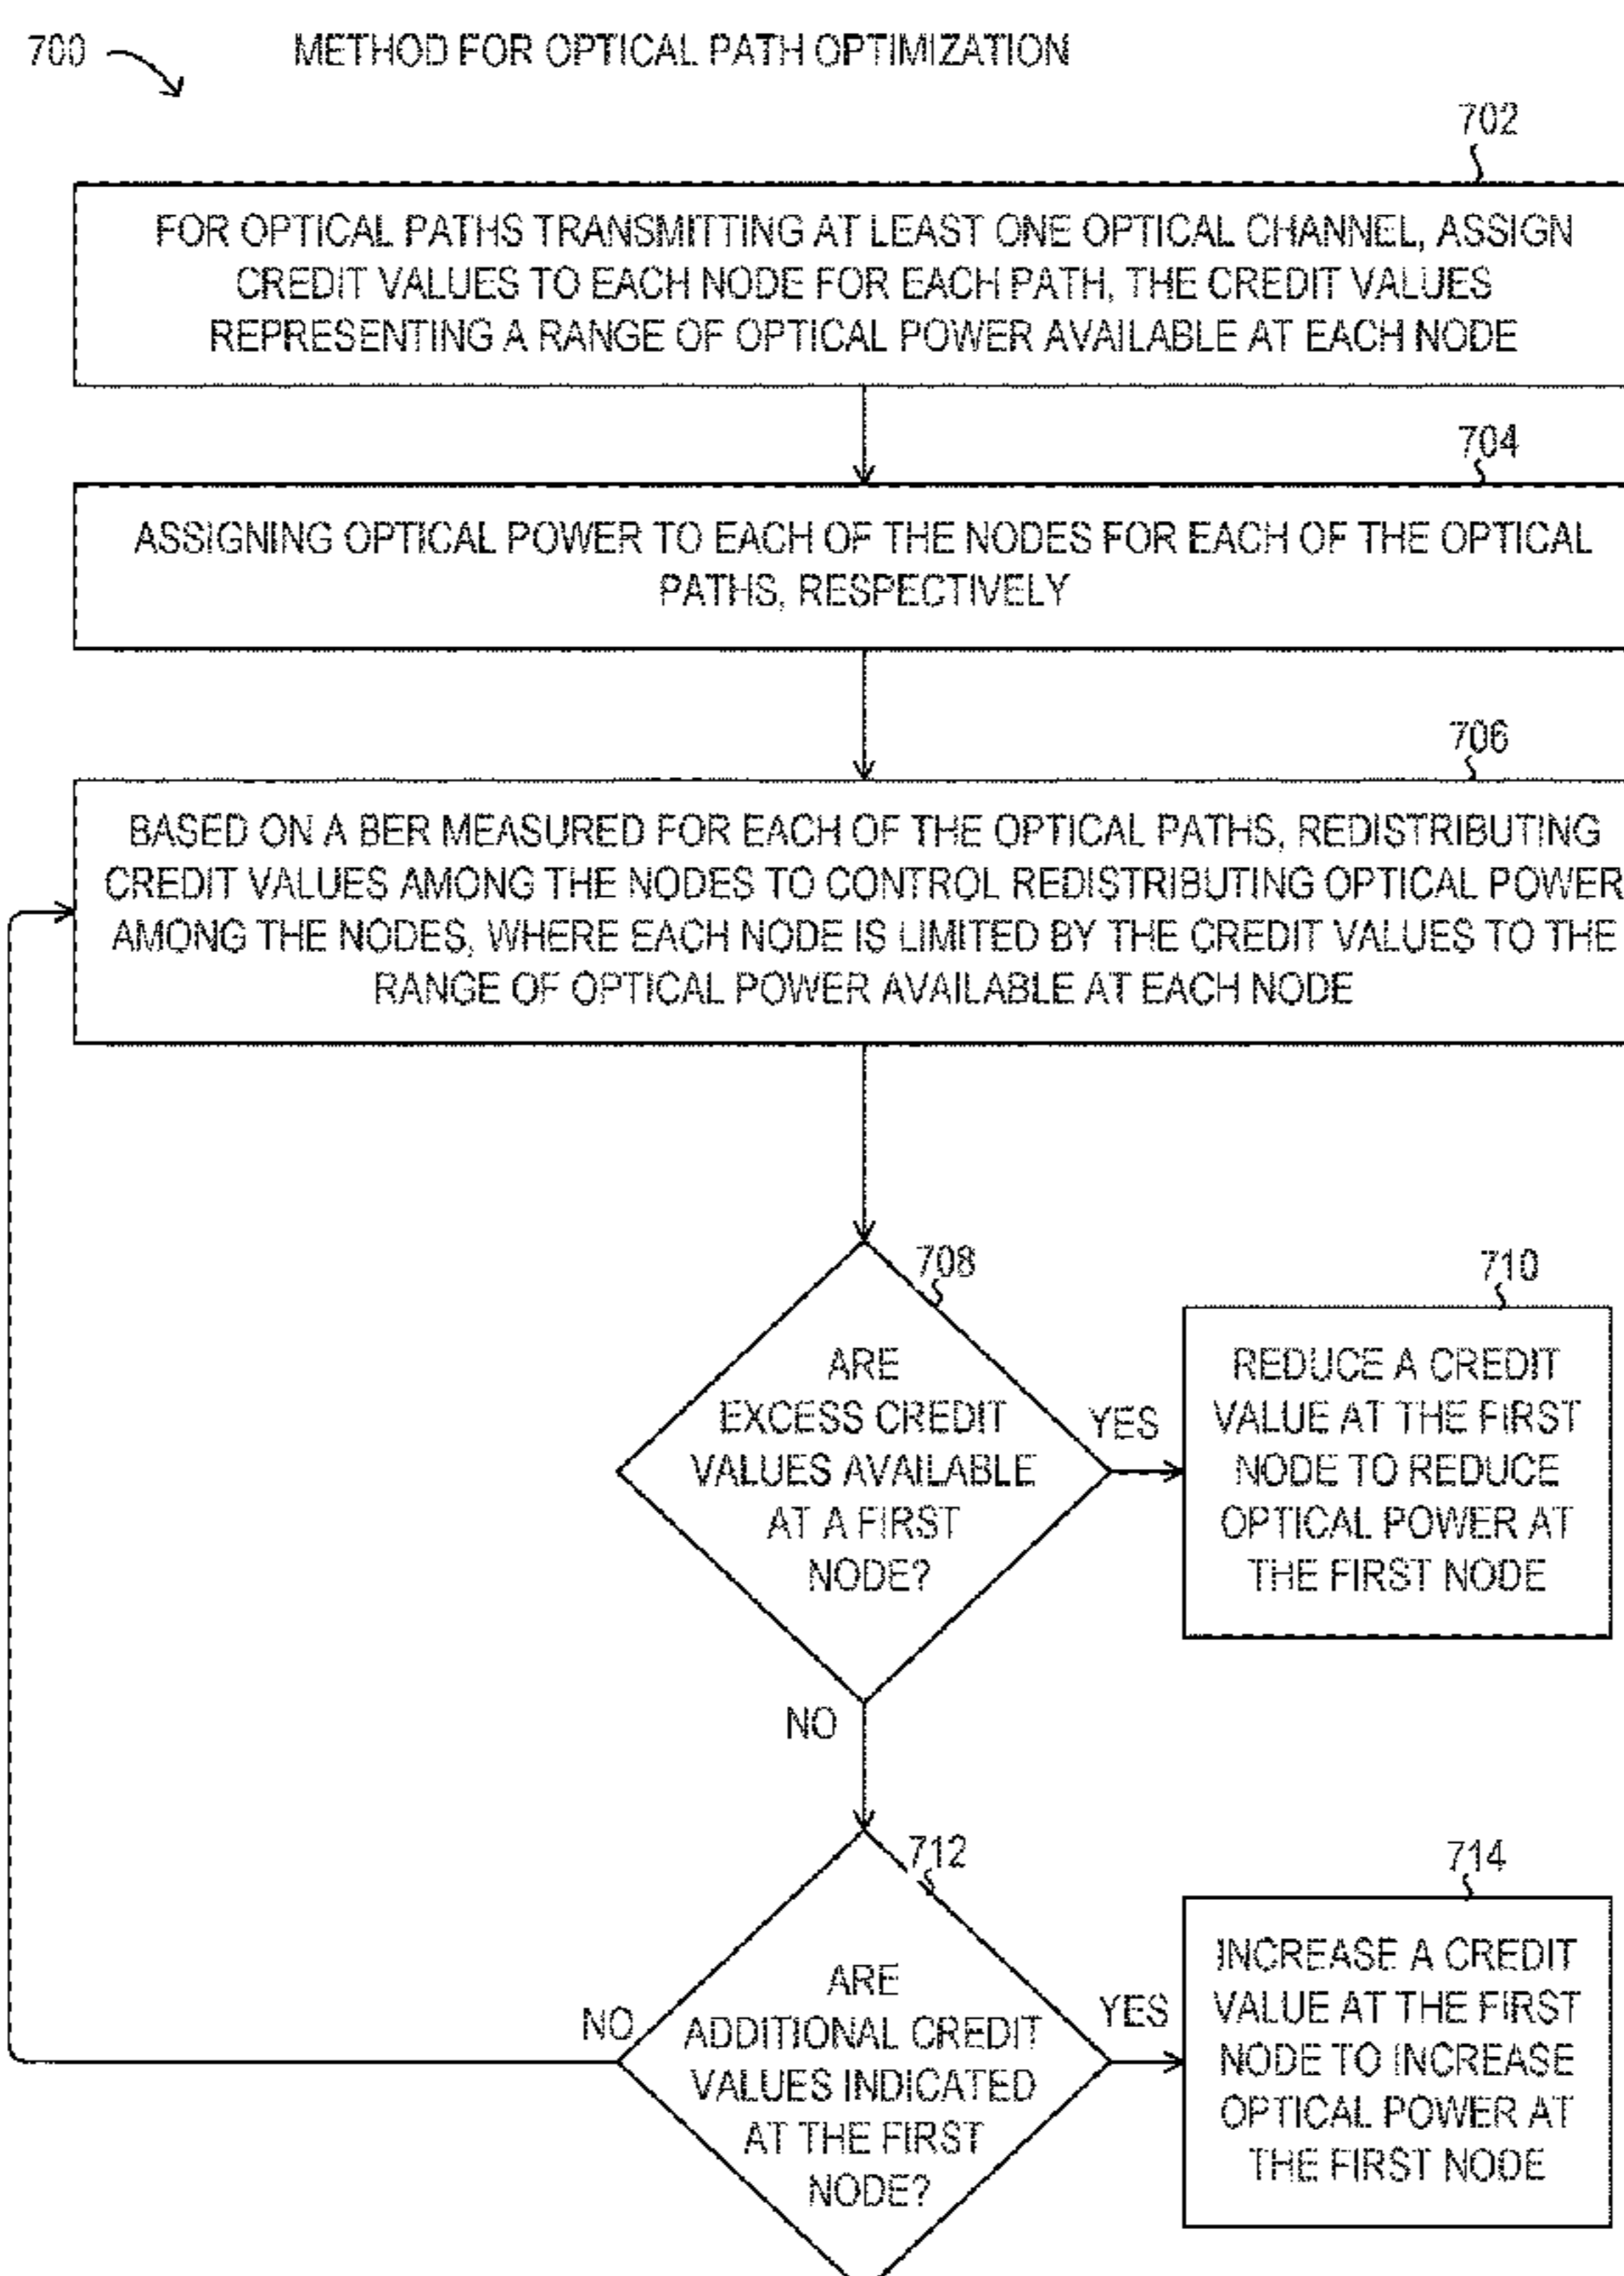 700
METHOD FOR OPTICAL PATH OPTIMIZATION
702
FOR OPTICAL PATHS TRANSMITTING AT LEAST ONE OPTICAL CHANNEL, ASSIGN
CREDIT VALUES TO EACH NODE FOR EACH PATH, THE CREDIT VALUES
REPRESENTING A RANGE OF OPTICAL POWER AVAILABLE AT EACH NODE
704
ASSIGNING OPTICAL POWER TO EACH OF THE NODES FOR EACH OF THE OPTICAL
PATHS, RESPECTIVELY
706
BASED ON A BER MEASURED FOR EACH OF THE OPTICAL PATHS, REDISTRIBUTING
CREDIT VALUES AMONG THE NODES TO CONTROL REDISTRIBUTING OPTICAL POWER
AMONG THE NODES, WHERE EACH NODE IS LIMITED BY THE CREDIT VALUES TO THE
RANGE OF OPTICAL POWER AVAILABLE AT EACH NODE
708
ARE
EXCESS CREDIT
VALUES AVAILABLE
AT A FIRST
NODE?
YES
710
REDUCE A CREDIT
VALUE AT THE FIRST
NODE TO REDUCE
OPTICAL POWER AT
THE FIRST NODE
NO
712
ARE
ADDITIONAL CREDIT
VALUES INDICATED
AT THE FIRST
NODE?
NO
YES
714
INCREASE A CREDIT
VALUE AT THE FIRST
NODE TO INCREASE
OPTICAL POWER AT
THE FIRST NODE